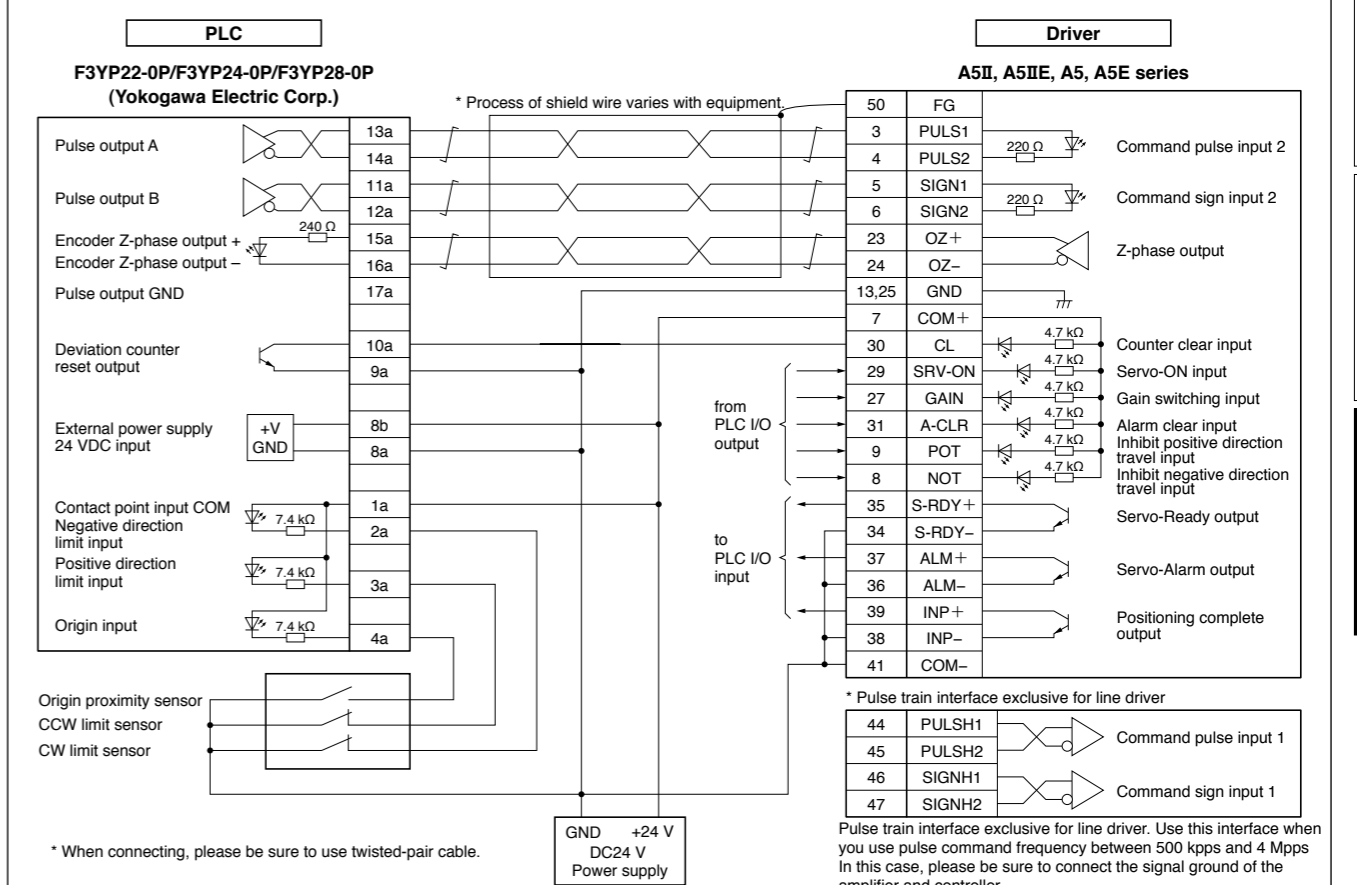 PLC
Driver
F3YP22-0P/F3YP24-0P/F3YP28-0P
(Yokogawa Electric Corp.)
A5II, A5IIE, A5, A5E series
* Process of shield wire varies with equipment.
Pulse output A
13a
14a
Pulse output B
11a
12a
240 Ω
Encoder Z-phase output +
15a
Encoder Z-phase output –
16a
Pulse output GND
17a
Deviation counter
reset output
10a
9a
External power supply
24 VDC input
+V
GND
8b
8a
Contact point input COM
1a
Negative direction
limit input
7.4 kΩ
2a
Positive direction
limit input
7.4 kΩ
3a
Origin input
7.4 kΩ
4a
Origin proximity sensor
CCW limit sensor
CW limit sensor
* When connecting, please be sure to use twisted-pair cable.
GND +24 V
DC24 V
Power supply
from
PLC I/O
output
to
PLC I/O
input
50 FG
3 PULS1
4 PULS2
220 Ω
Command pulse input 2
5 SIGN1
6 SIGN2
220 Ω
Command sign input 2
23 OZ+
24 OZ–
Z-phase output
13,25 GND
7 COM+
30 CL 4.7 kΩ Counter clear input
29 SRV-ON 4.7 kΩ Servo-ON input
27 GAIN 4.7 kΩ Gain switching input
31 A-CLR 4.7 kΩ Alarm clear input
9 POT 4.7 kΩ Inhibit positive direction
travel input
8 NOT 4.7 kΩ Inhibit negative direction
travel input
35 S-RDY+
34 S-RDY–
Servo-Ready output
37 ALM+
36 ALM–
Servo-Alarm output
39 INP+
38 INP–
Positioning complete
output
41 COM–
* Pulse train interface exclusive for line driver
44 PULSH1
45 PULSH2
Command pulse input 1
46 SIGNH1
47 SIGNH2
Command sign input 1
Pulse train interface exclusive for line driver. Use this interface when
you use pulse command frequency between 500 kpps and 4 Mpps
In this case, please be sure to connect the signal ground of the
amplifier and controller.